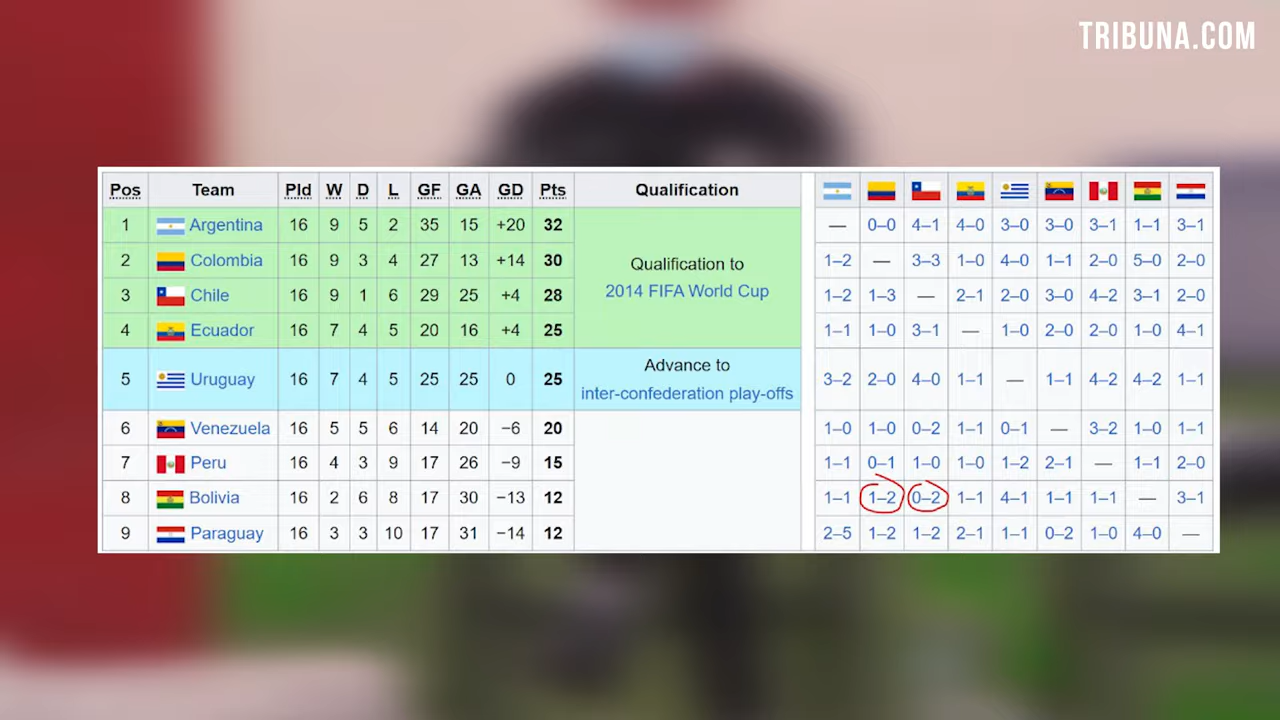 TRIBUNA.COM
Pos Team Pld W D L GF GA GD Pts Qualification
1 Argentina 16 9 5 2 35 15 +20 32 — 0–0 4–1 4–0 3–0 3–0 3–1 1–1 3–1
2 Colombia 16 9 3 4 27 13 +14 30 1–2 — 3–3 1–0 4–0 1–1 2–0 5–0 2–0
Qualification to
2014 FIFA World Cup
3 Chile 16 9 1 6 29 25 +4 28 1–2 1–3 — 2–1 2–0 3–0 4–2 3–1 2–0
4 Ecuador 16 7 4 5 20 16 +4 25 1–1 1–0 3–1 — 1–0 2–0 2–0 1–0 4–1
5 Uruguay 16 7 4 5 25 25 0 25 3–2 2–0 4–0 1–1 — 1–1 4–2 4–2 1–1
Advance to
inter-confederation play-offs
6 Venezuela 16 5 5 6 14 20 −6 20 1–0 1–0 0–2 1–1 0–1 — 3–2 1–0 1–1
7 Peru 16 4 3 9 17 26 −9 15 1–1 0–1 1–0 1–0 1–2 2–1 — 1–1 2–0
8 Bolivia 16 2 6 8 17 30 −13 12 1–1 1–2 0–2 1–1 4–1 1–1 1–1 — 3–1
9 Paraguay 16 3 3 10 17 31 −14 12 2–5 1–2 1–2 2–1 1–1 0–2 1–0 4–0 —